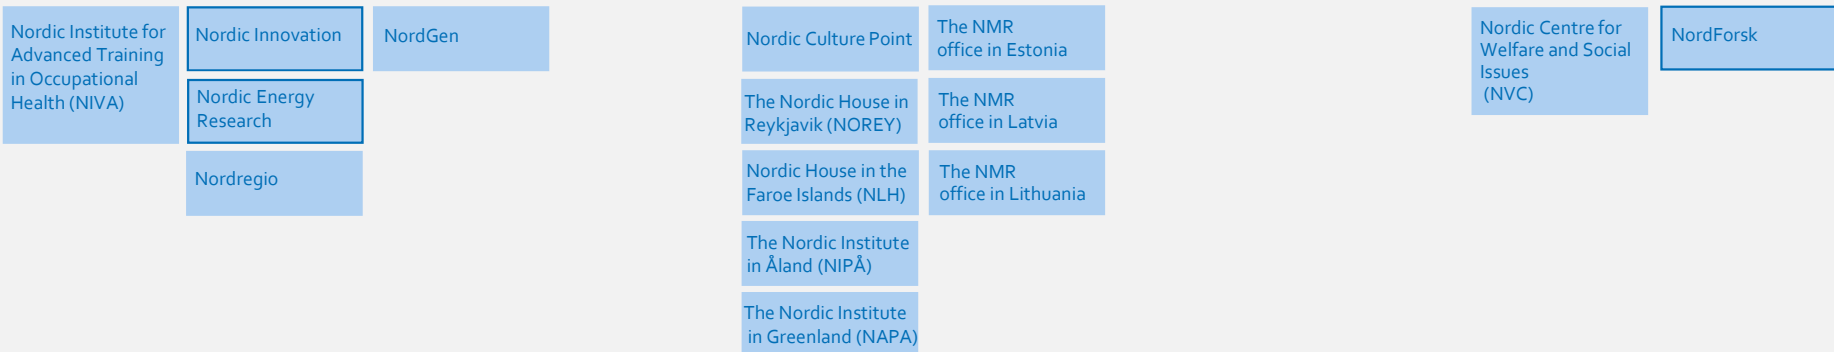 Nordic Institute for
Advanced Training
in Occupational
Health (NIVA)
Nordic Innovation
Nordic Energy
Research
Nordregio
NordGen
Nordic Culture Point
The Nordic House in
Reykjavik (NOREY)
Nordic House in the
Faroe Islands (NLH)
The Nordic Institute
in Åland (NIPÅ)
The Nordic Institute
in Greenland (NAPA)
The NMR
office in Estonia
The NMR
office in Latvia
The NMR
office in Lithuania
Nordic Centre for
Welfare and Social
Issues
(NVC)
NordForsk